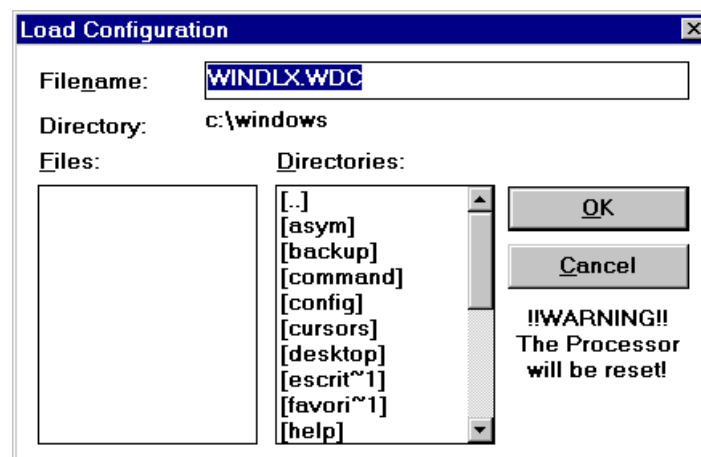 Load Configuration
Filename:
WINDLX.WDC
Directory:
c:\windows
Files:
Directories:
[..]
[asym]
[backup]
[command]
[config]
[cursors]
[desktop]
[escrit~1]
[favori~1]
[help]
OK
Cancel
!!WARNING!!
The Processor
will be reset!